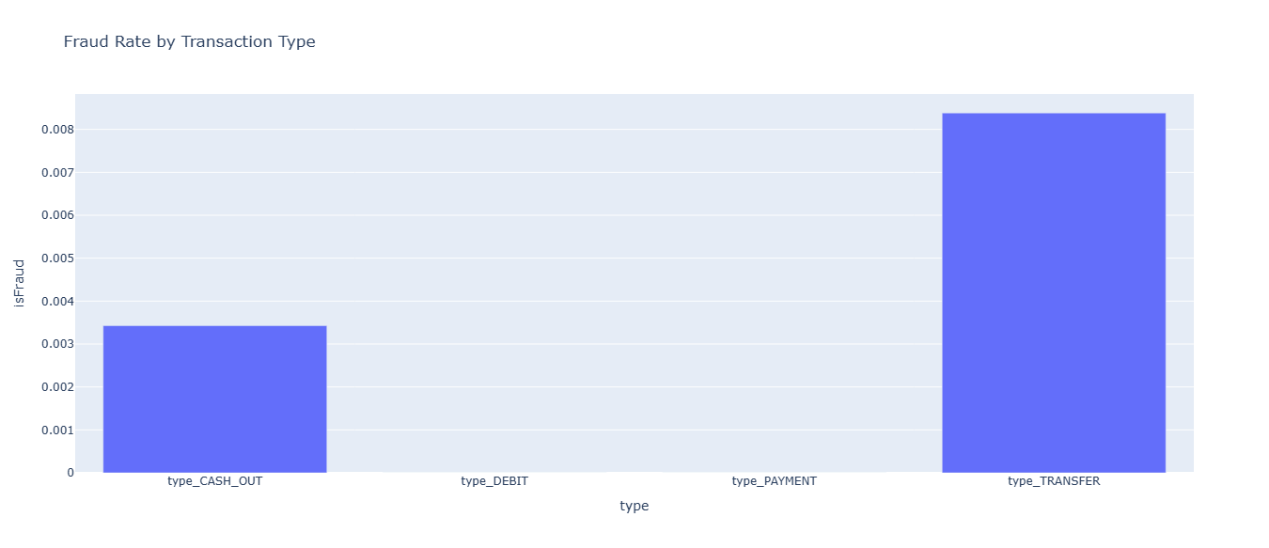 Fraud Rate by Transaction Type
0.008
0.007
0.006
0.005
0.004
0.003
0.002
0.001
0
isFraud
type_CASH_OUT type_DEBIT type_PAYMENT type_TRANSFER
type